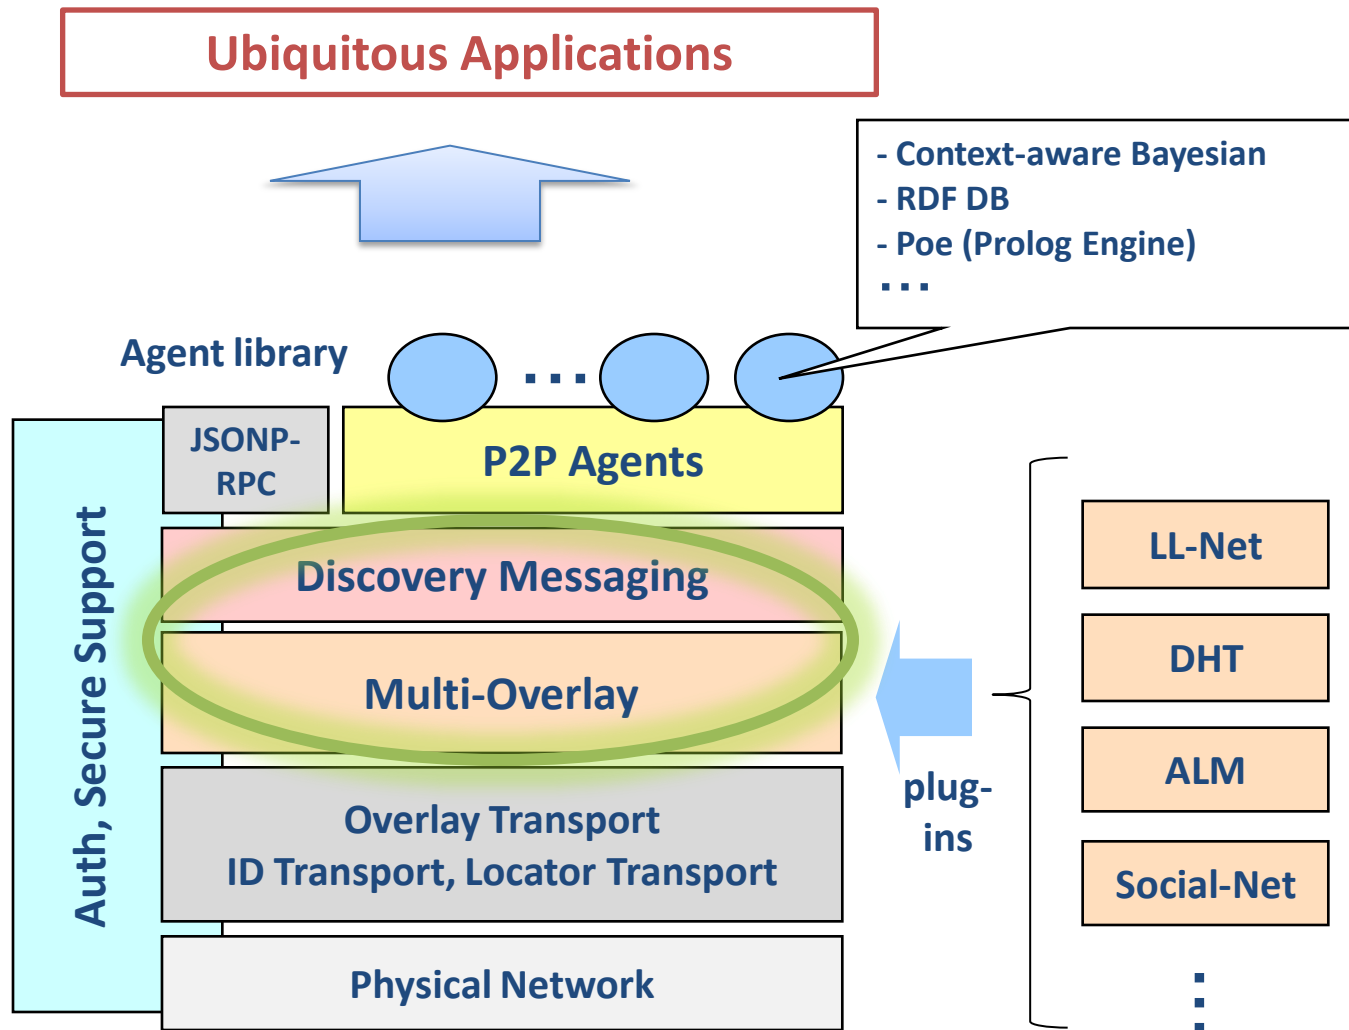 Ubiquitous Applications
- Context-aware Bayesian
- RDF DB
- Poe (Prolog Engine)
...
Agent library
...
JSONP-
RPC
P2P Agents
Auth, Secure Support
Discovery Messaging
Multi-Overlay
Overlay Transport
ID Transport, Locator Transport
Physical Network
plug-
ins
LL-Net
DHT
ALM
Social-Net